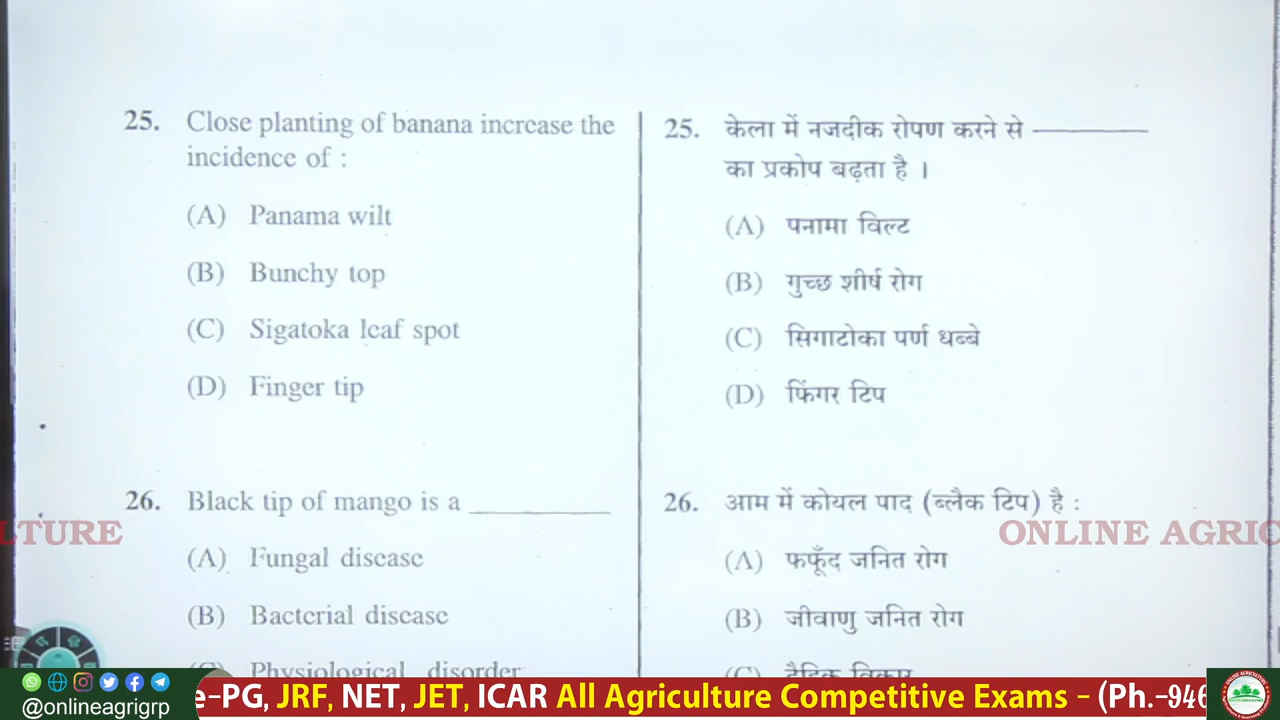 25. Close planting of banana increase the
incidence of :
(A) Panama wilt
(B) Bunchy top
(C) Sigatoka leaf spot
(D) Finger tip
26. Black tip of mango is a __________
(A) Fungal disease
(B) Bacterial disease
(C) Physiological disorder
25. केला में नजदीक रोपण करने से ________
का प्रकोप बढ़ता है ।
(A) पनामा विल्ट
(B) गुच्छ शीर्ष रोग
(C) सिगाटोका पर्ण धब्बे
(D) फिंगर टिप
26. आम में कोयल पाद (ब्लैक टिप) है :
(A) फफूँद जनित रोग
(B) जीवाणु जनित रोग
(C) दैहिक विकार
LTURE
ONLINE AGRIC
@onlineagrigrp
e-PG, JRF, NET, JET, ICAR All Agriculture Competitive Exams - (Ph.-946